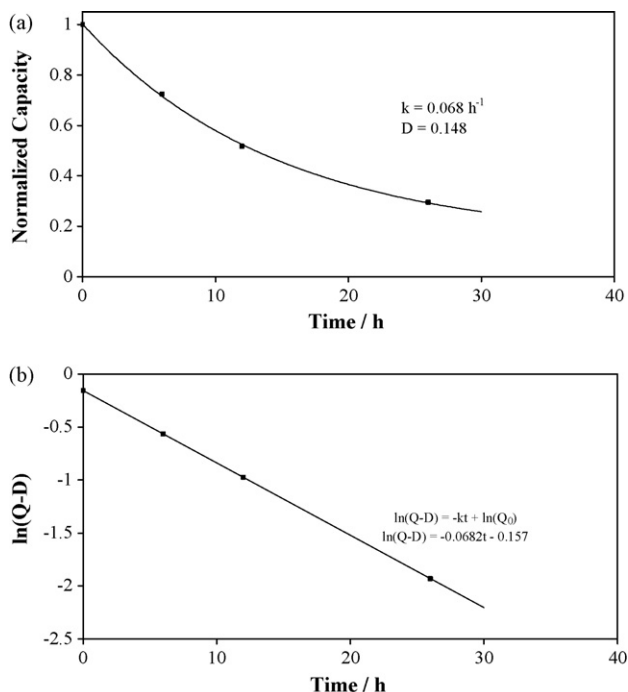 (a)
1
0.8
0.6
0.4
0.2
0
Normalized Capacity
k = 0.068 h⁻¹
D = 0.148
0 10 20 30 40
Time / h
(b)
0
-0.5
-1
-1.5
-2
-2.5
ln(Q-D)
ln(Q-D) = -kt + ln(Q₀)
ln(Q-D) = -0.0682t - 0.157
0 10 20 30 40
Time / h